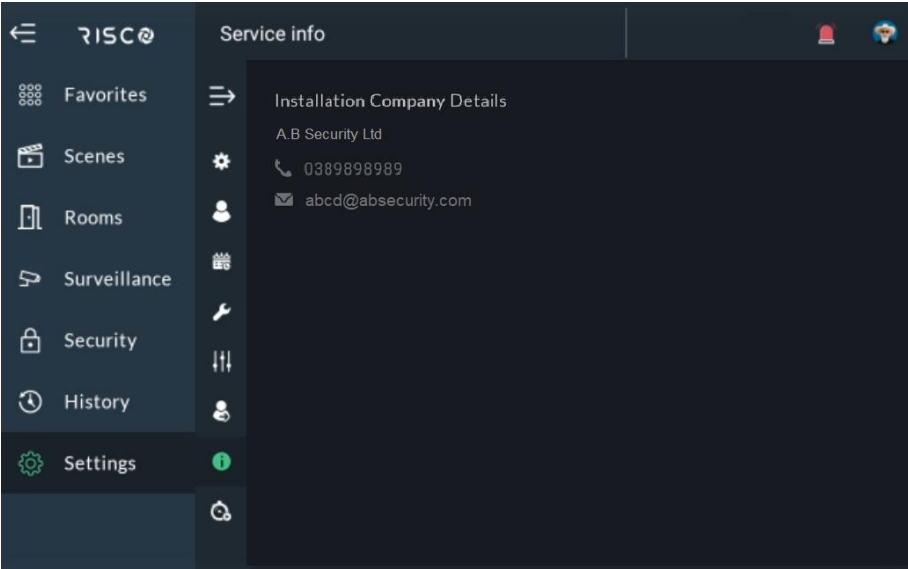 RISCO
Service info
Favorites
Scenes
Rooms
Surveillance
Security
History
Settings
Installation Company Details
A.B Security Ltd
0389898989
abcd@absecurity.com